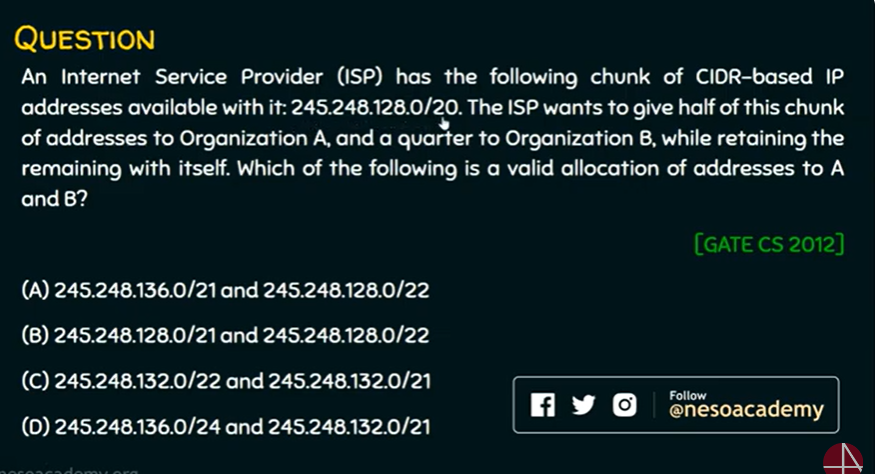 QUESTION
An Internet Service Provider (ISP) has the following chunk of CIDR-based IP
addresses available with it: 245.248.128.0/20. The ISP wants to give half of this chunk
of addresses to Organization A, and a quarter to Organization B, while retaining the
remaining with itself. Which of the following is a valid allocation of addresses to A
and B?
[GATE CS 2012]
(A) 245.248.136.0/21 and 245.248.128.0/22
(B) 245.248.128.0/21 and 245.248.128.0/22
(C) 245.248.132.0/22 and 245.248.132.0/21
(D) 245.248.136.0/24 and 245.248.132.0/21
Follow
@nesoacademy